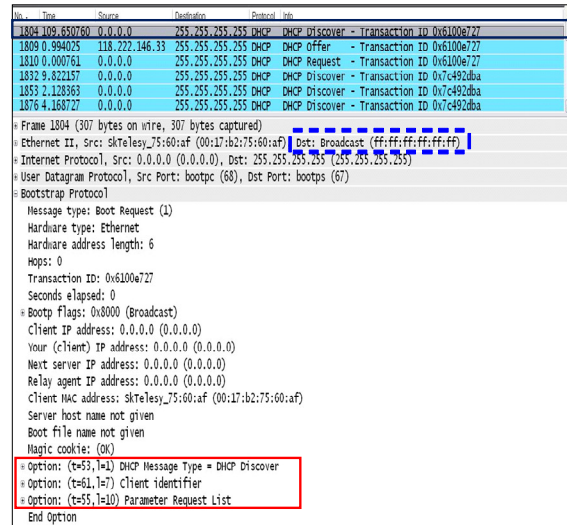 No. . Time Source Destination Protocol Info
1804 109.650760 0.0.0.0 255.255.255.255 DHCP DHCP Discover - Transaction ID 0x6100e727
1809 0.994025 118.222.146.33 255.255.255.255 DHCP DHCP Offer - Transaction ID 0x6100e727
1810 0.000761 0.0.0.0 255.255.255.255 DHCP DHCP Request - Transaction ID 0x6100e727
1832 9.822157 0.0.0.0 255.255.255.255 DHCP DHCP Discover - Transaction ID 0x7c492dba
1853 2.128363 0.0.0.0 255.255.255.255 DHCP DHCP Discover - Transaction ID 0x7c492dba
1876 4.168727 0.0.0.0 255.255.255.255 DHCP DHCP Discover - Transaction ID 0x7c492dba
Frame 1804 (307 bytes on wire, 307 bytes captured)
Ethernet II, Src: SkTelesy_75:60:af (00:17:b2:75:60:af) Dst: Broadcast (ff:ff:ff:ff:ff:ff)
Internet Protocol, Src: 0.0.0.0 (0.0.0.0), Dst: 255.255.255.255 (255.255.255.255)
User Datagram Protocol, Src Port: bootpc (68), Dst Port: bootps (67)
Bootstrap Protocol
Message type: Boot Request (1)
Hardware type: Ethernet
Hardware address length: 6
Hops: 0
Transaction ID: 0x6100e727
Seconds elapsed: 0
Bootp flags: 0x8000 (Broadcast)
Client IP address: 0.0.0.0 (0.0.0.0)
Your (client) IP address: 0.0.0.0 (0.0.0.0)
Next server IP address: 0.0.0.0 (0.0.0.0)
Relay agent IP address: 0.0.0.0 (0.0.0.0)
Client MAC address: SkTelesy_75:60:af (00:17:b2:75:60:af)
Server host name not given
Boot file name not given
Magic cookie: (OK)
Option: (t=53,l=1) DHCP Message Type = DHCP Discover
Option: (t=61,l=7) Client identifier
Option: (t=55,l=10) Parameter Request List
End Option